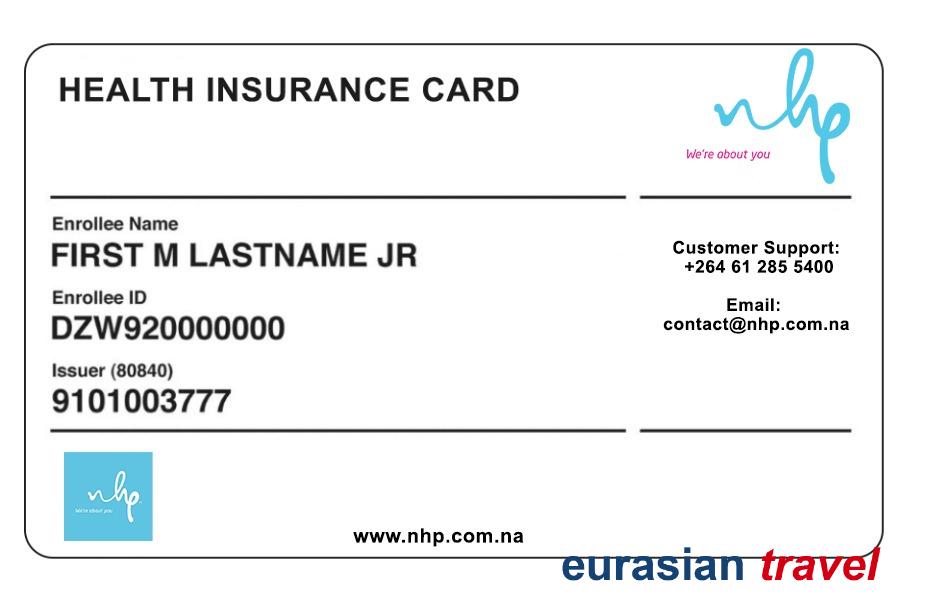 HEALTH INSURANCE CARD
nhp
We're about you
Enrollee Name
FIRST M LASTNAME JR
Enrollee ID
DZW920000000
Issuer (80840)
9101003777
Customer Support:
+264 61 285 5400
Email:
contact@nhp.com.na
nhp
We're about you
www.nhp.com.na
eurasian travel